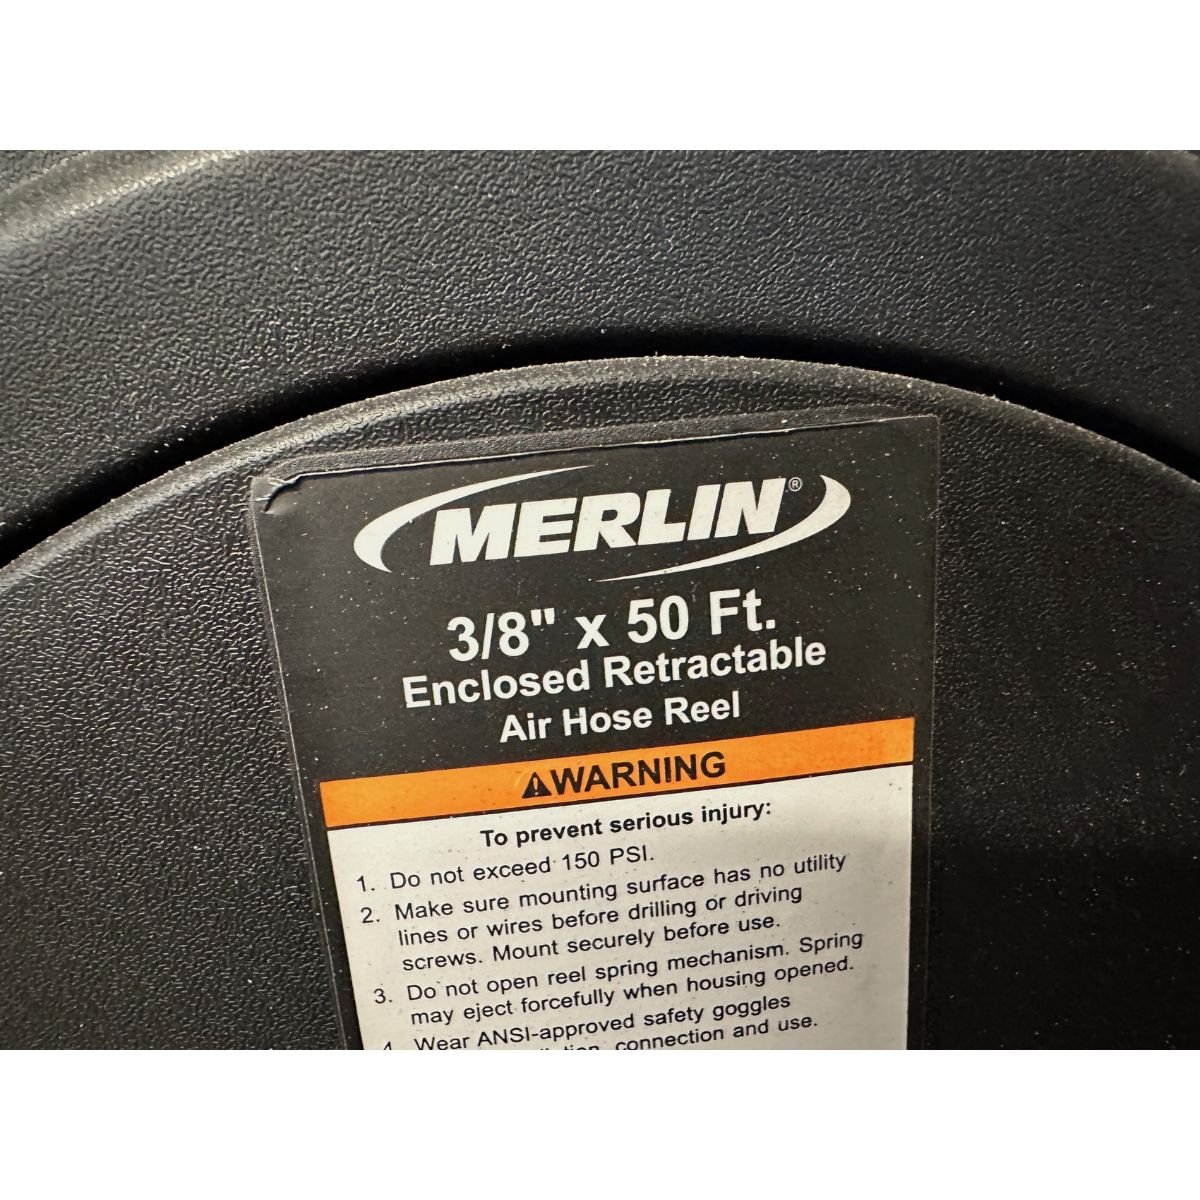 MERLIN®
3/8" x 50 Ft.
Enclosed Retractable
Air Hose Reel
⚠WARNING
To prevent serious injury:
1. Do not exceed 150 PSI.
2. Make sure mounting surface has no utility
lines or wires before drilling or driving
screws. Mount securely before use.
3. Do not open reel spring mechanism. Spring
may eject forcefully when housing opened.
4. Wear ANSI-approved safety goggles
connection and use.